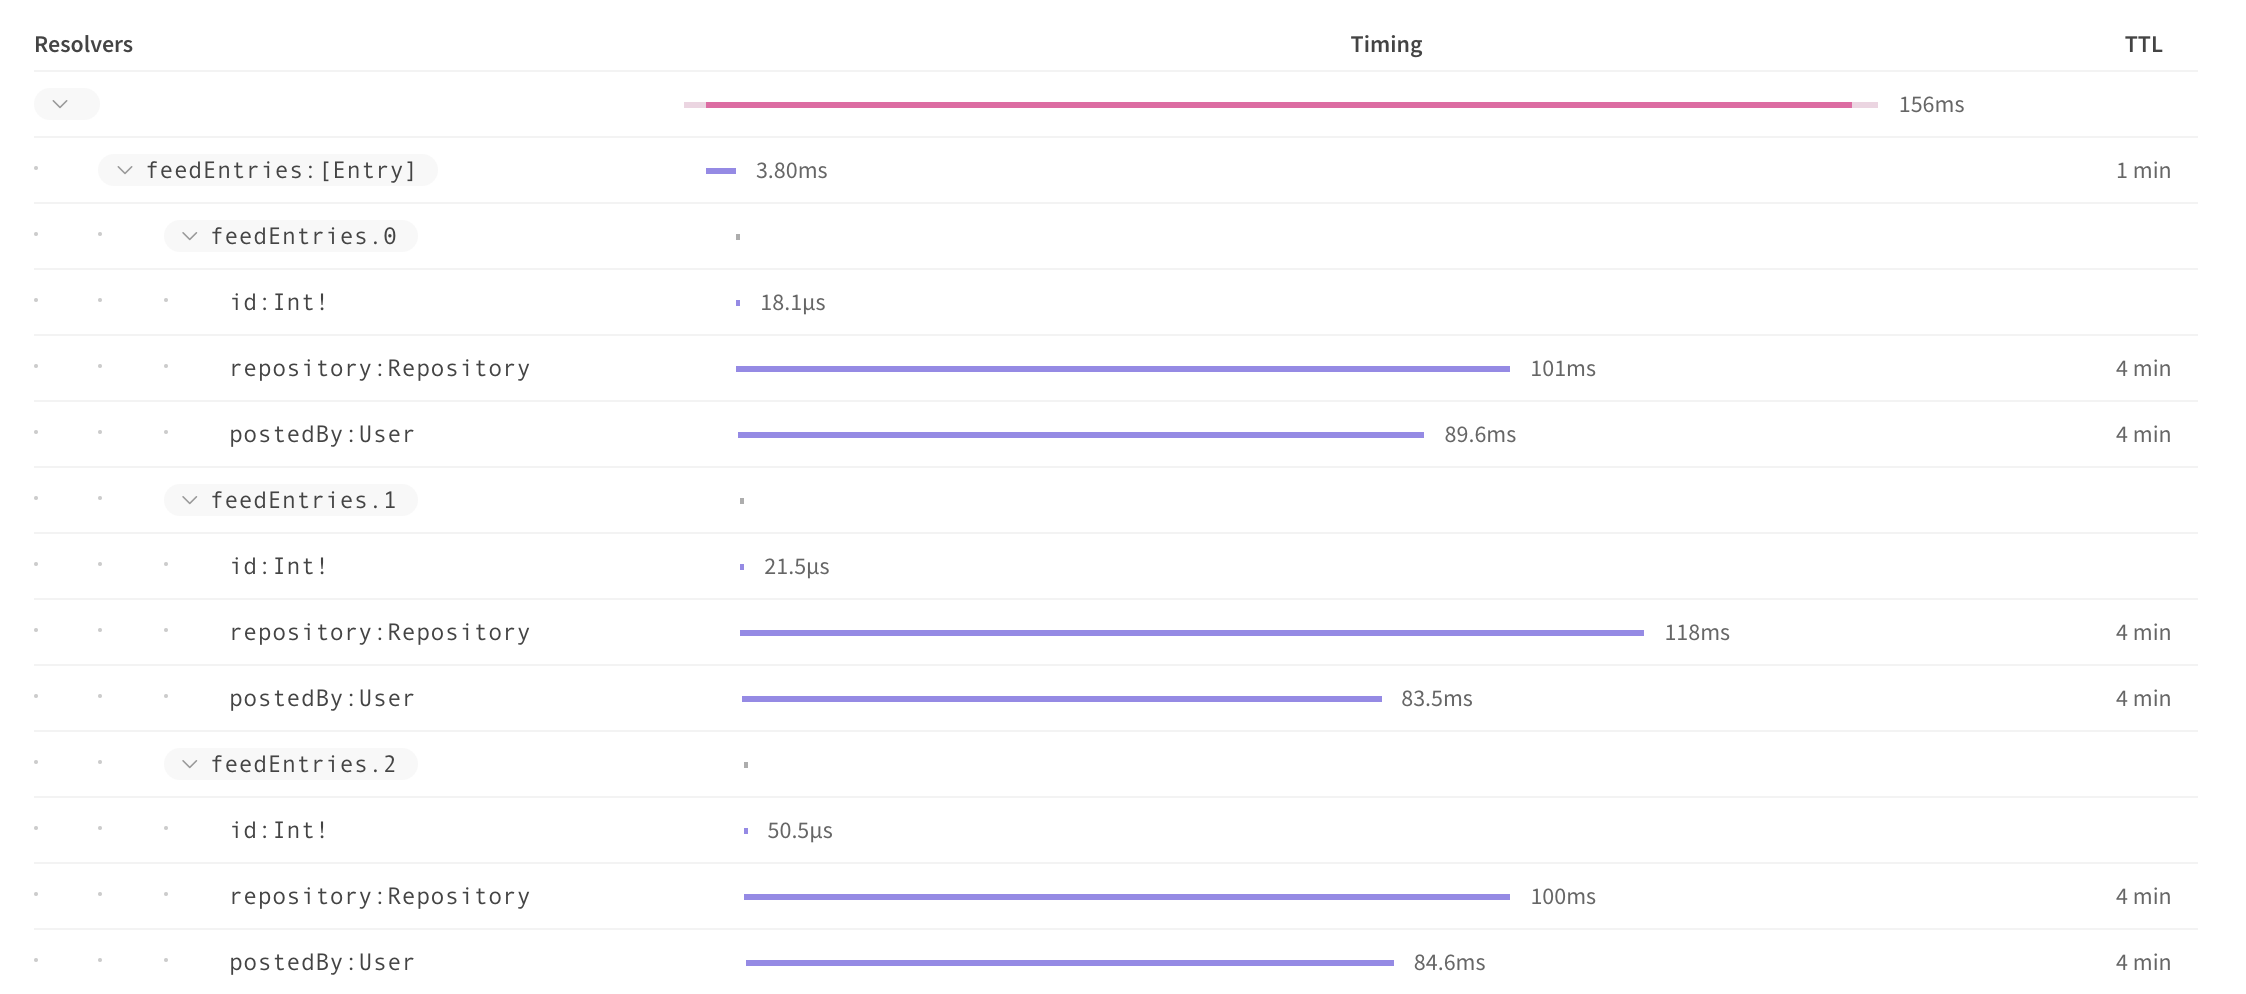 Resolvers Timing TTL
156ms
feedEntries:[Entry] 3.80ms 1 min
feedEntries.0
id:Int! 18.1µs
repository:Repository 101ms 4 min
postedBy:User 89.6ms 4 min
feedEntries.1
id:Int! 21.5µs
repository:Repository 118ms 4 min
postedBy:User 83.5ms 4 min
feedEntries.2
id:Int! 50.5µs
repository:Repository 100ms 4 min
postedBy:User 84.6ms 4 min